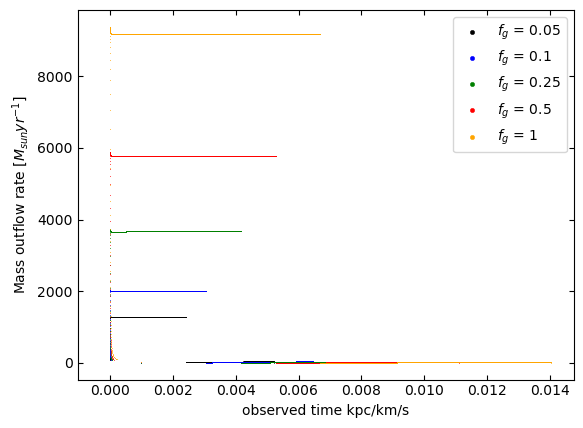 f_g = 0.05
f_g = 0.1
f_g = 0.25
f_g = 0.5
f_g = 1
Mass outflow rate [M_{sun}yr^{-1}]
8000
6000
4000
2000
0
0.000 0.002 0.004 0.006 0.008 0.010 0.012 0.014
observed time kpc/km/s